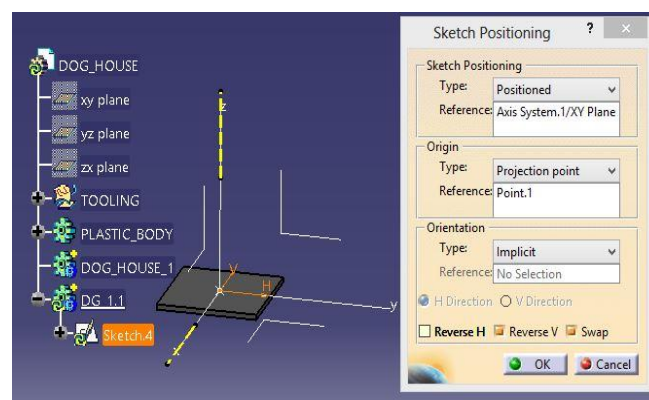 DOG_HOUSE
xy plane
yz plane
zx plane
TOOLING
PLASTIC_BODY
DOG_HOUSE_1
DG_1.1
Sketch.4
z
V
H
y
x
Sketch Positioning ? ×
Sketch Positioning
Type: Positioned
Reference: Axis System.1/XY Plane
Origin
Type: Projection point
Reference: Point.1
Orientation
Type: Implicit
Reference: No Selection
H Direction V Direction
Reverse H Reverse V Swap
OK Cancel